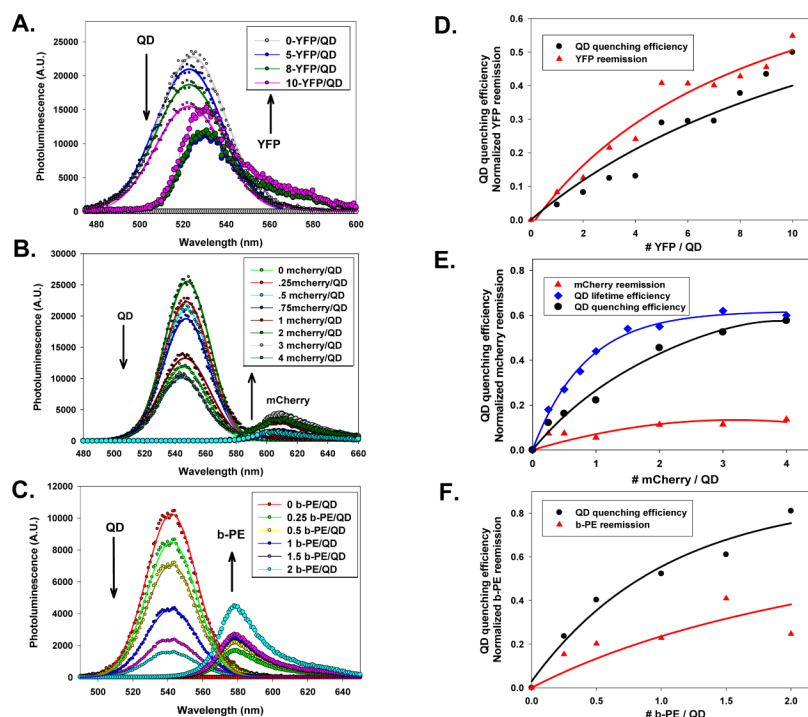 A.
Photoluminescence (A.U.)
25000
20000
15000
10000
5000
0
QD
YFP
0-YFP/QD
5-YFP/QD
8-YFP/QD
10-YFP/QD
480 500 520 540 560 580 600
Wavelength (nm)
B.
Photoluminescence (A.U.)
30000
25000
20000
15000
10000
5000
0
QD
mCherry
0 mcherry/QD
.25mcherry/QD
.5 mcherry/QD
.75mcherry/QD
1 mcherry/QD
2 mcherry/QD
3 mcherry/QD
4 mcherry/QD
480 500 520 540 560 580 600 620 640 660
Wavelength (nm)
C.
Photoluminescence (A.U.)
12000
10000
8000
6000
4000
2000
0
QD
b-PE
0 b-PE/QD
0.25 b-PE/QD
0.5 b-PE/QD
1 b-PE/QD
1.5 b-PE/QD
2 b-PE/QD
500 520 540 560 580 600 620 640
Wavelength (nm)
D.
QD quenching efficiency
Normalized YFP reemission
0.6
0.5
0.4
0.3
0.2
0.1
0.0
QD quenching efficiency
YFP reemission
0 2 4 6 8 10
# YFP / QD
E.
QD quenching efficiency
Normalized mcherry reemission
0.8
0.6
0.4
0.2
0.0
mCherry reemission
QD lifetime efficiency
QD quenching efficiency
0 1 2 3 4
# mCherry / QD
F.
QD quenching efficiency
Normalized b-PE reemission
0.8
0.6
0.4
0.2
0.0
QD quenching efficiency
b-PE reemission
0.0 0.5 1.0 1.5 2.0
# b-PE / QD